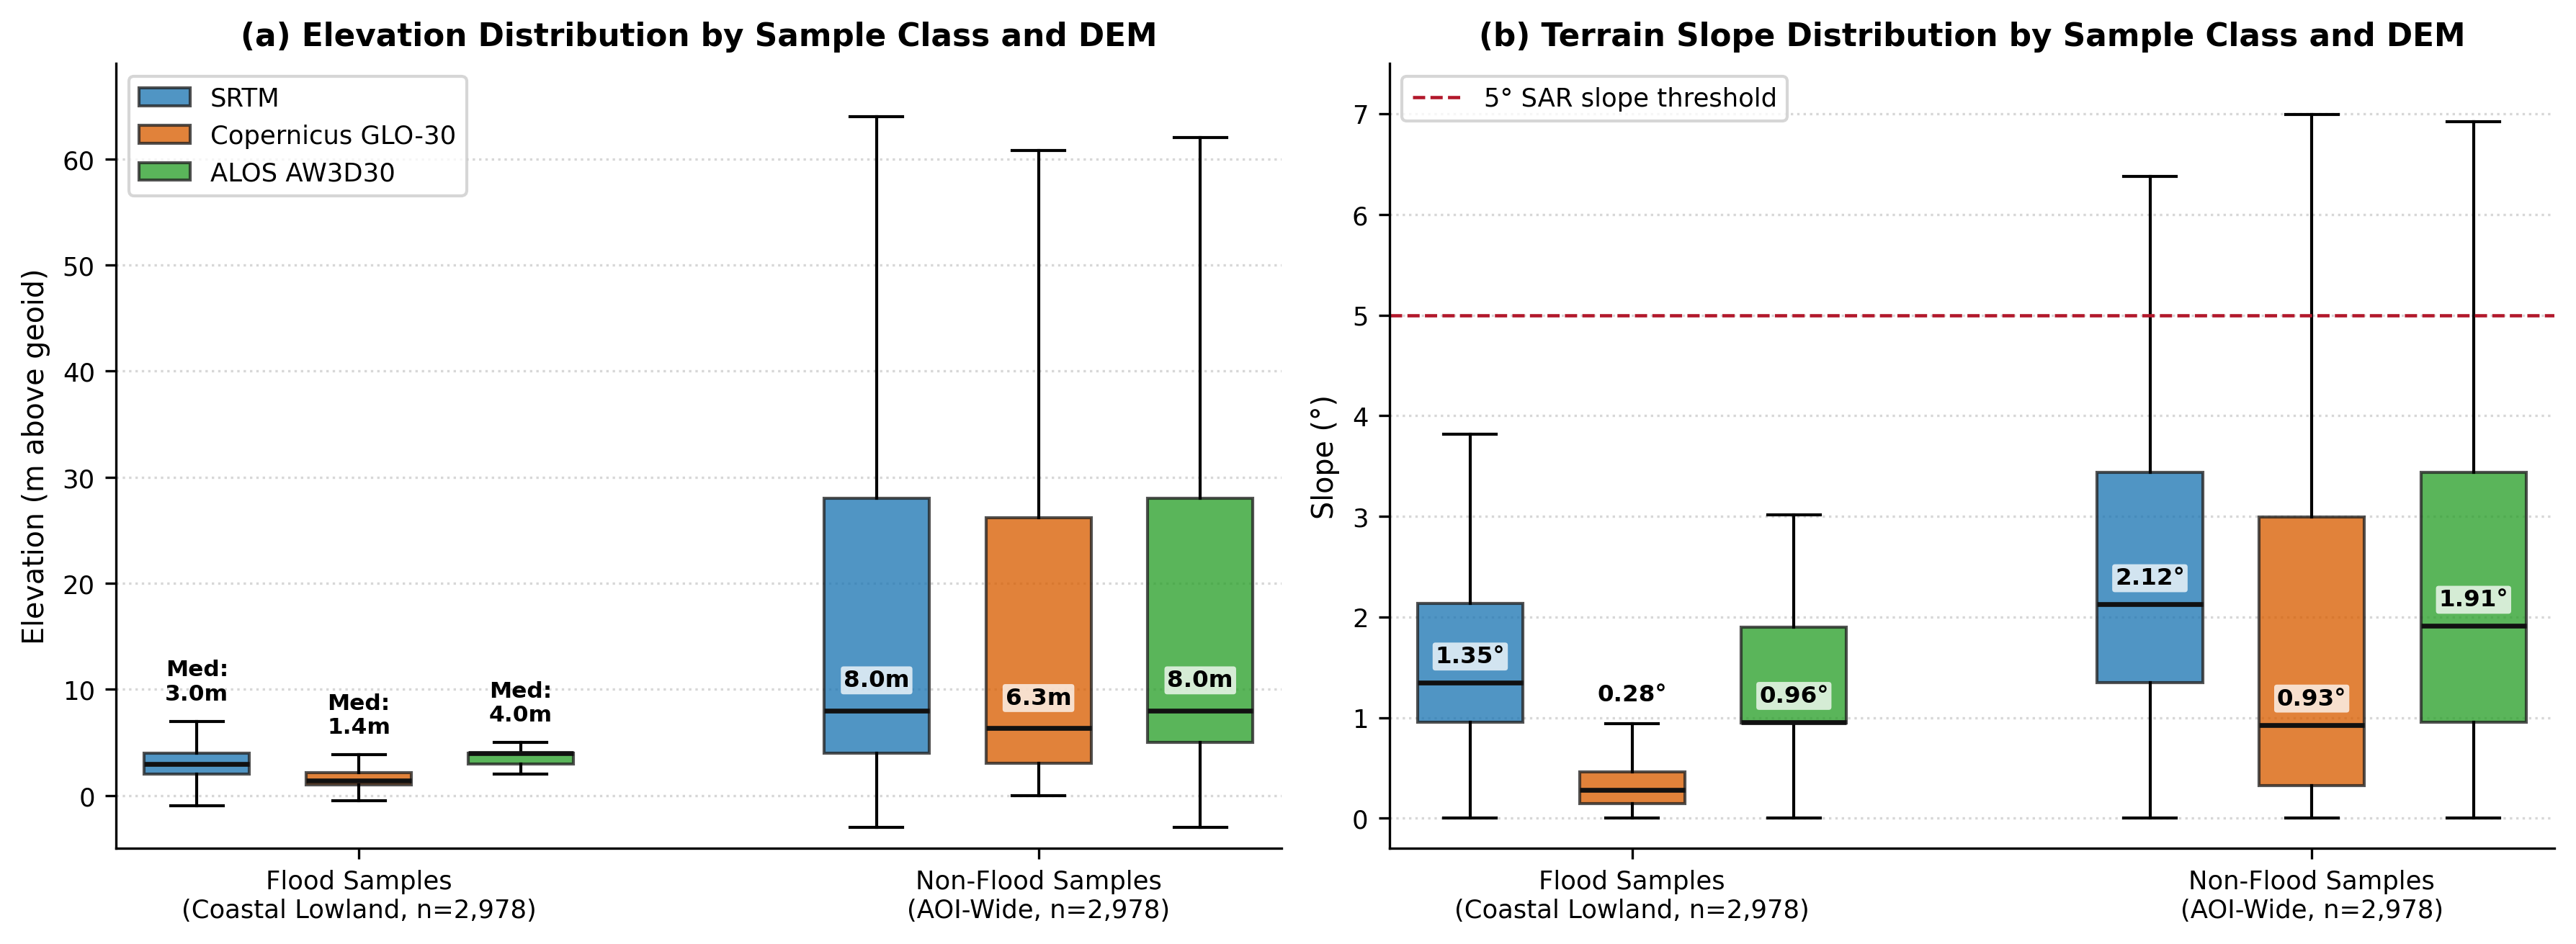 (a) Elevation Distribution by Sample Class and DEM
SRTM
Copernicus GLO-30
ALOS AW3D30
Elevation (m above geoid)
60
50
40
30
20
10
0
Med:
3.0m
Med:
1.4m
Med:
4.0m
8.0m
6.3m
8.0m
Flood Samples
(Coastal Lowland, n=2,978)
Non-Flood Samples
(AOI-Wide, n=2,978)
(b) Terrain Slope Distribution by Sample Class and DEM
5° SAR slope threshold
Slope (°)
7
6
5
4
3
2
1
0
1.35°
0.28°
0.96°
2.12°
0.93°
1.91°
Flood Samples
(Coastal Lowland, n=2,978)
Non-Flood Samples
(AOI-Wide, n=2,978)